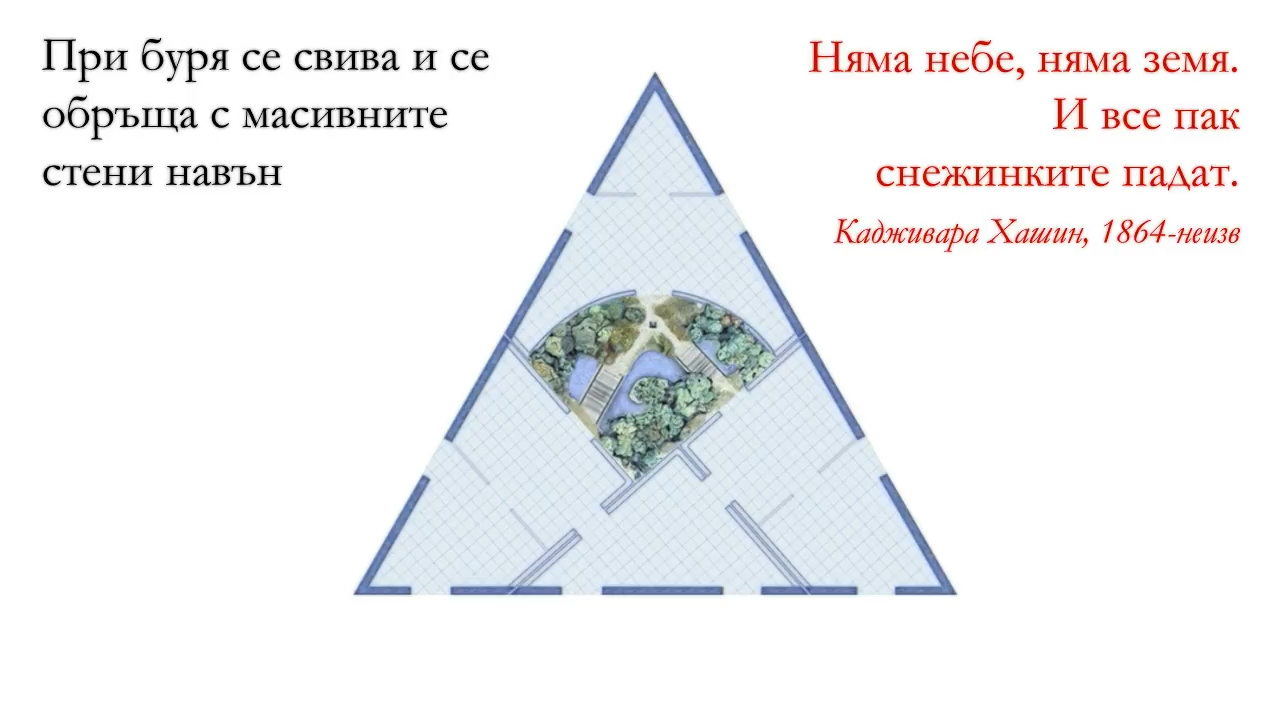 При буря се свива и се
обръща с масивните
стени навън
Няма небе, няма земя.
И все пак
снежинките падат.
Кадживара Хашин, 1864-неизв